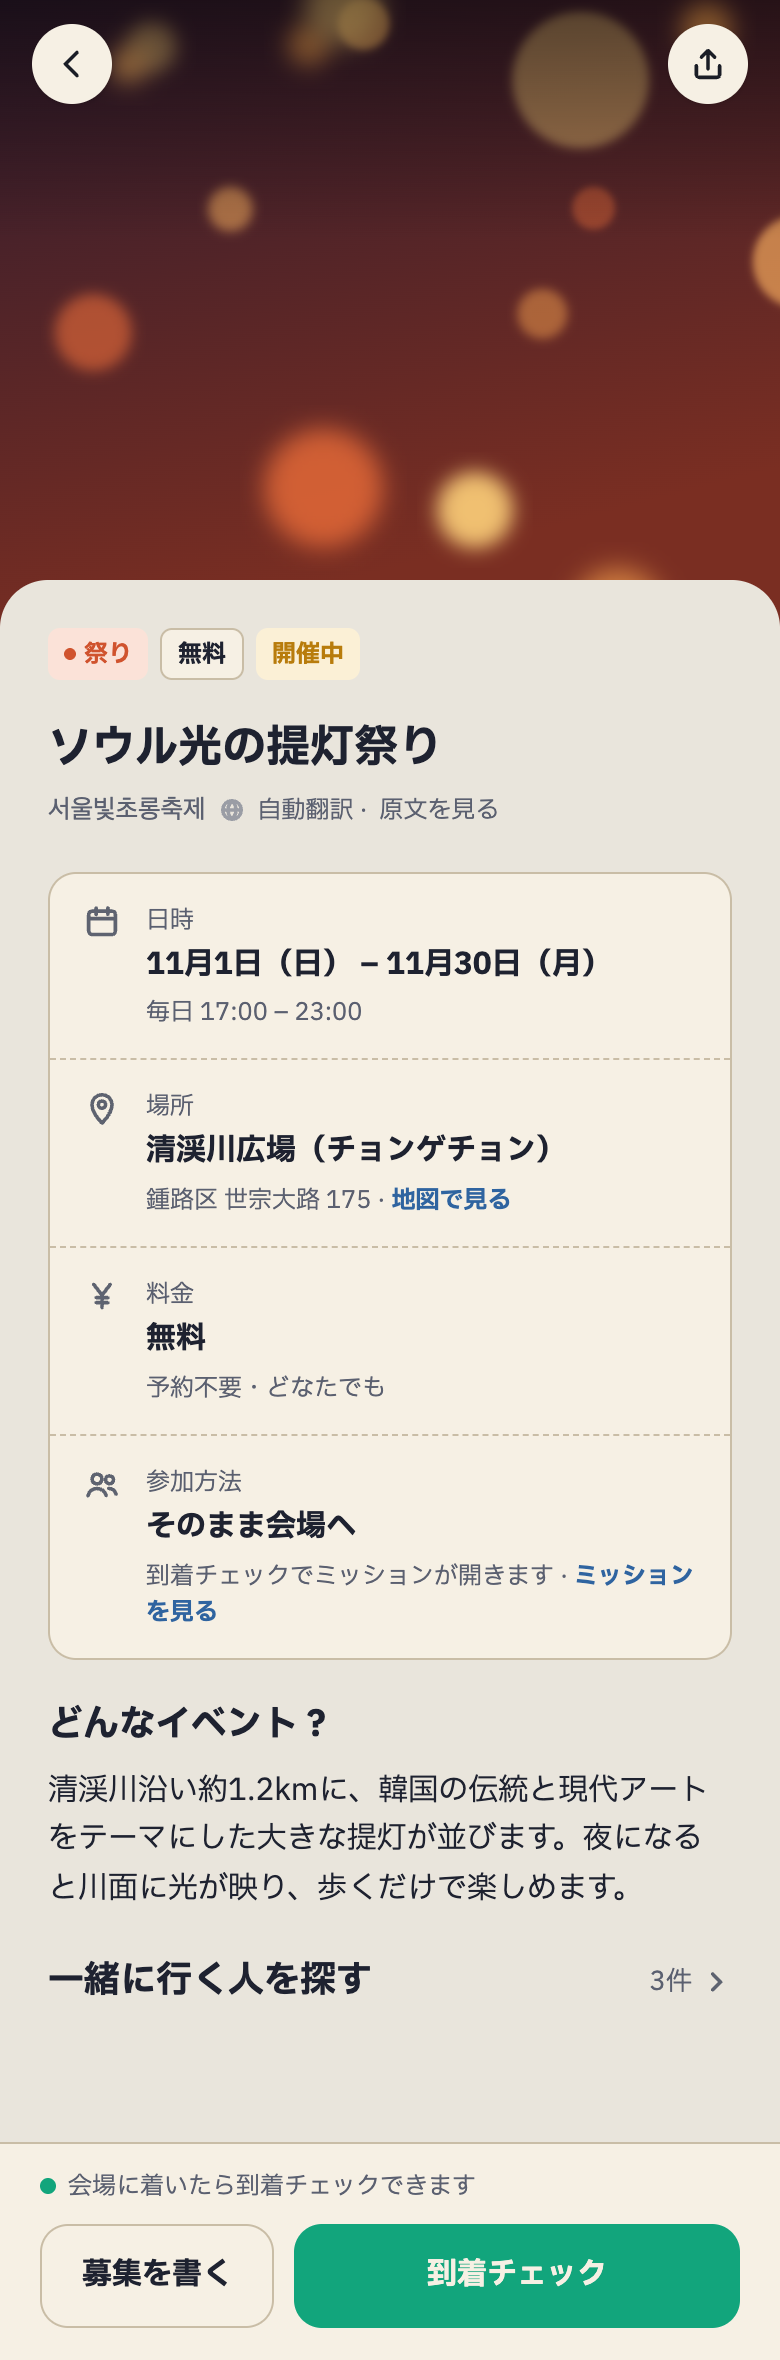 祭り 無料 開催中
ソウル光の提灯祭り
서울빛초롱축제 自動翻訳 · 原文を見る
日時
11月1日（日） – 11月30日（月）
毎日 17:00 – 23:00
場所
清渓川広場（チョンゲチョン）
鍾路区 世宗大路 175 · 地図で見る
¥ 料金
無料
予約不要・どなたでも
参加方法
そのまま会場へ
到着チェックでミッションが開きます · ミッション
を見る
どんなイベント？
清渓川沿い約1.2kmに、韓国の伝統と現代アート
をテーマにした大きな提灯が並びます。夜になる
と川面に光が映り、歩くだけで楽しめます。
一緒に行く人を探す 3件
会場に着いたら到着チェックできます
募集を書く 到着チェック